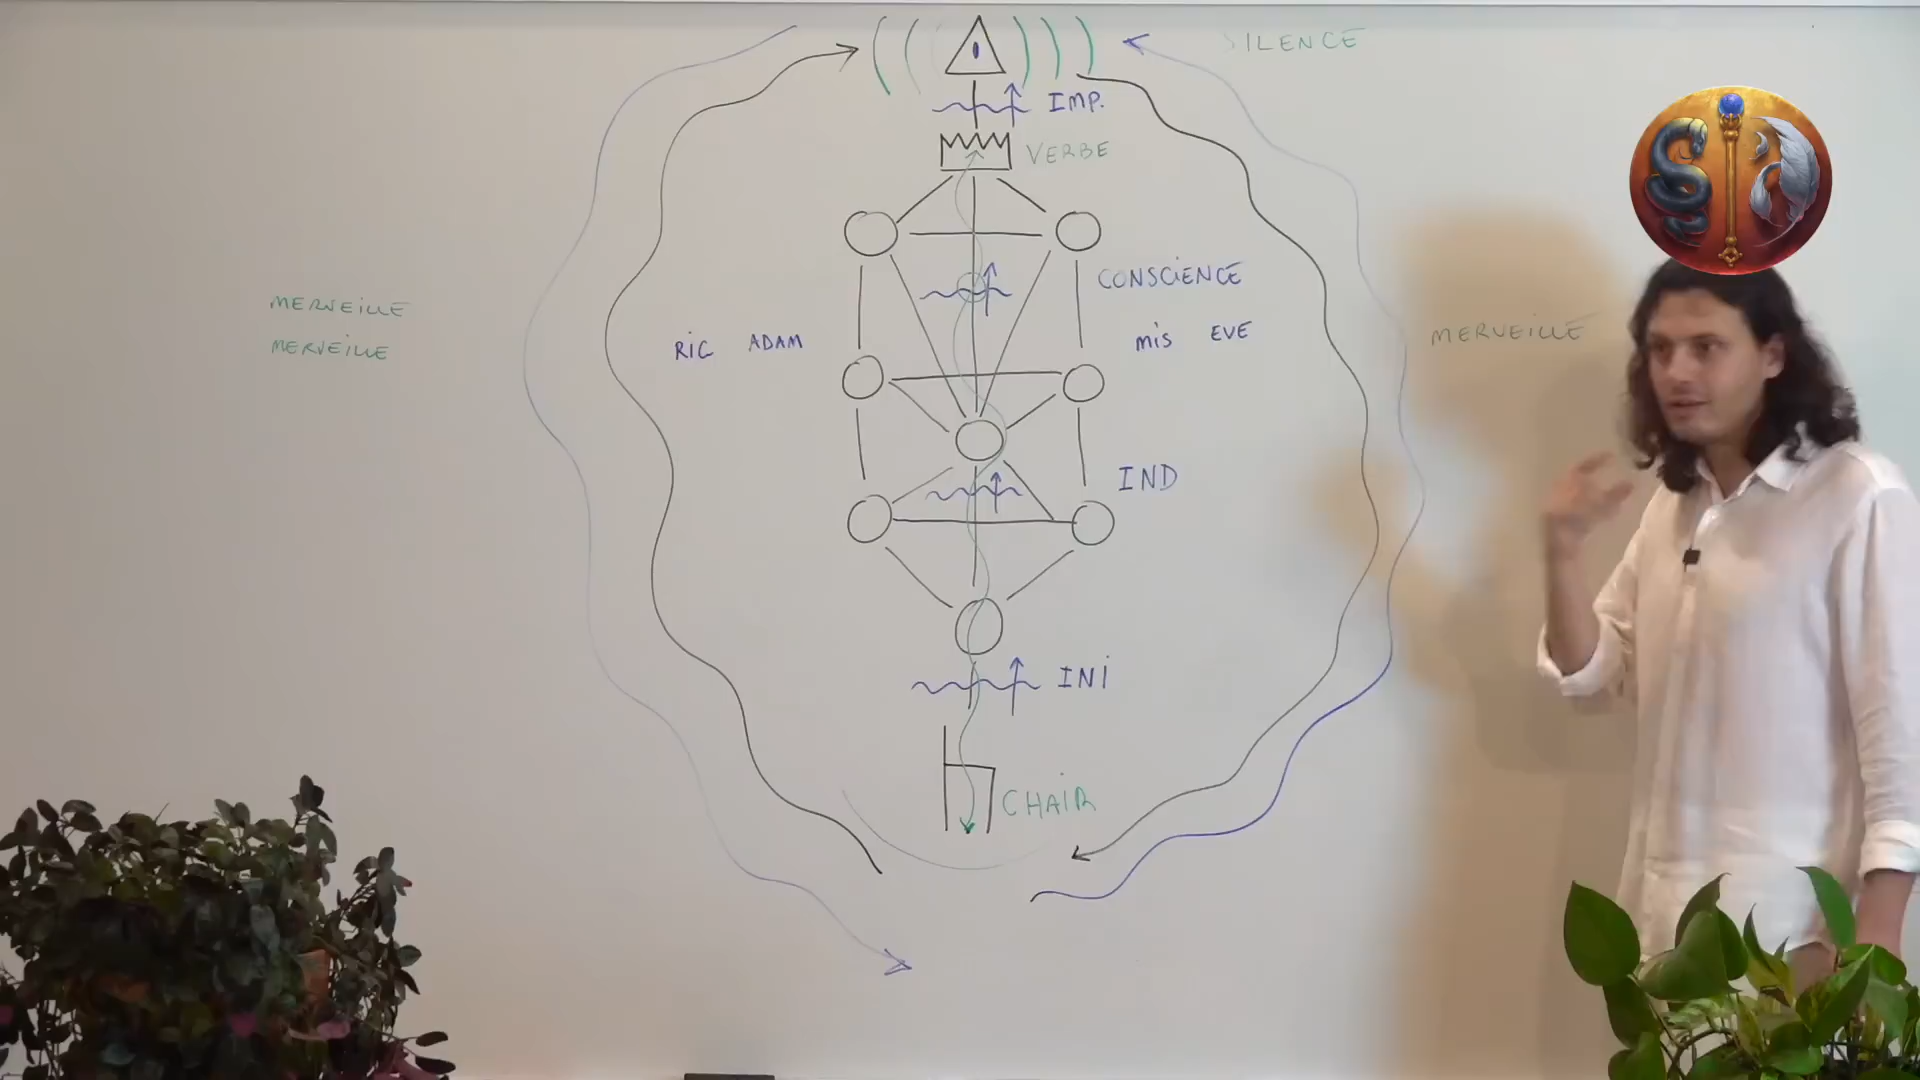 SILENCE
IMP.
VERBE
CONSCIENCE
MERVEILLE
MERVEILLE
RIC ADAM
MIS EVE
MERVEILLE
IND
INI
CHAIR